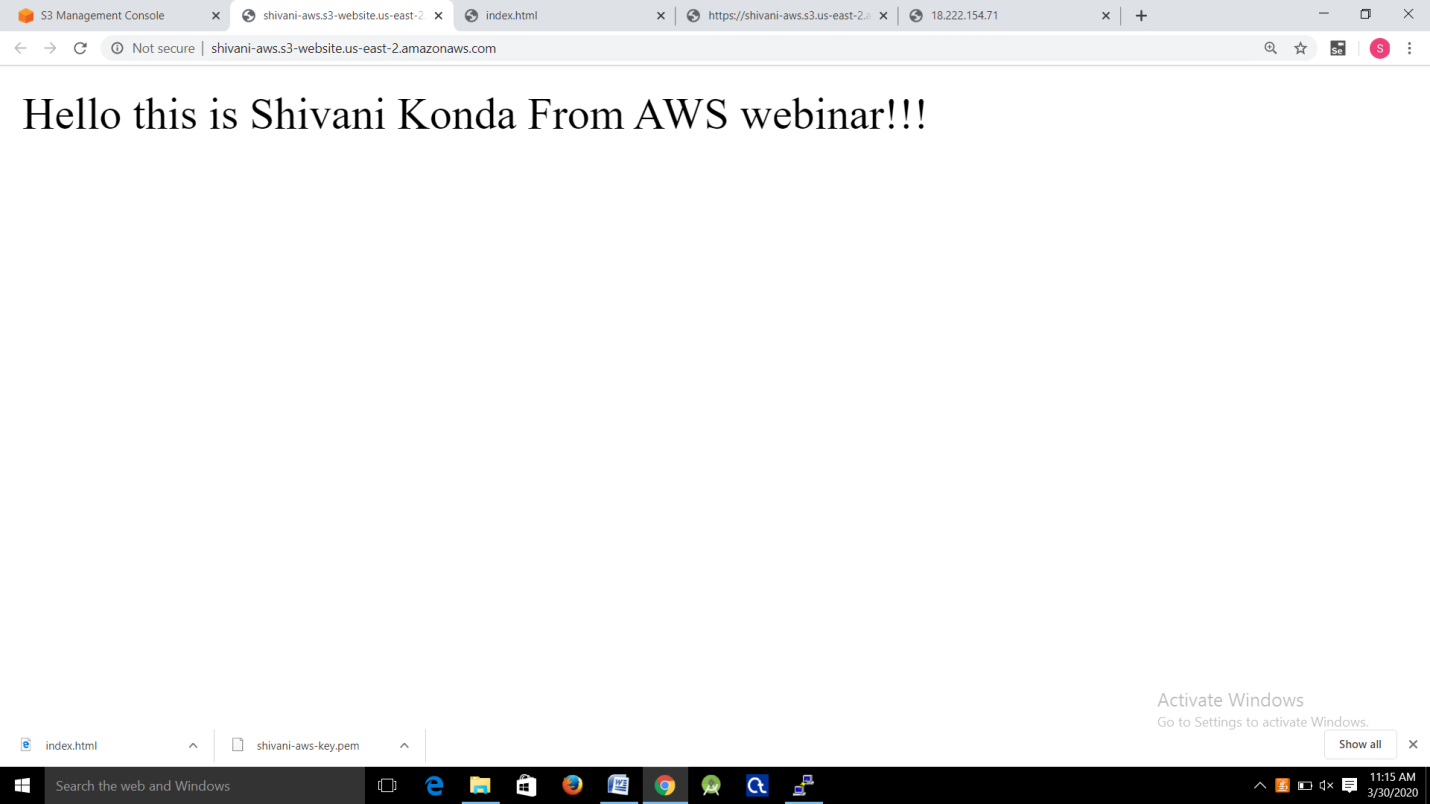 S3 Management Console
shivani-aws.s3-website.us-east-2.
index.html
https://shivani-aws.s3.us-east-2.a
18.222.154.71
Not secure
shivani-aws.s3-website.us-east-2.amazonaws.com
Se
S
Hello this is Shivani Konda From AWS webinar!!!
Activate Windows
Go to Settings to activate Windows.
index.html
shivani-aws-key.pem
Show all
Search the web and Windows
11:15 AM
3/30/2020